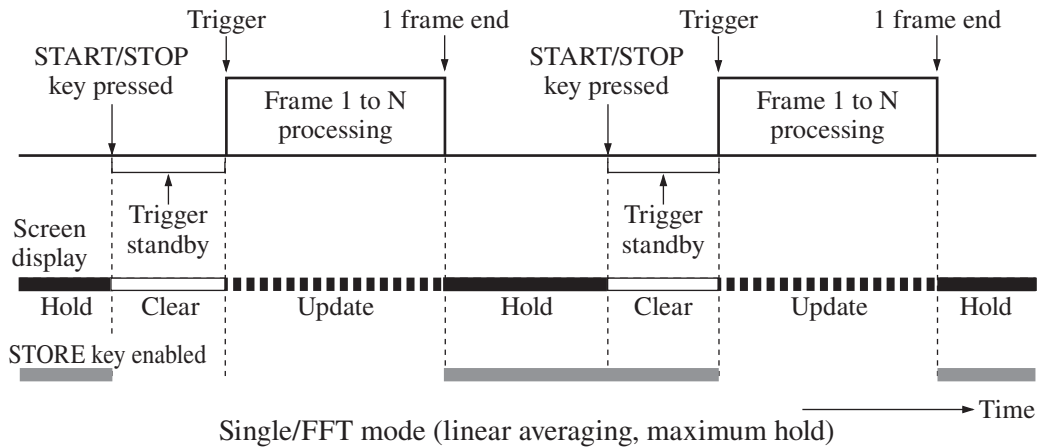 Trigger
1 frame end
Trigger
1 frame end
START/STOP
key pressed
START/STOP
key pressed
Frame 1 to N
processing
Frame 1 to N
processing
Trigger
standby
Trigger
standby
Screen
display
Hold
Clear
Update
Hold
Clear
Update
Hold
STORE key enabled
Time
Single/FFT mode (linear averaging, maximum hold)